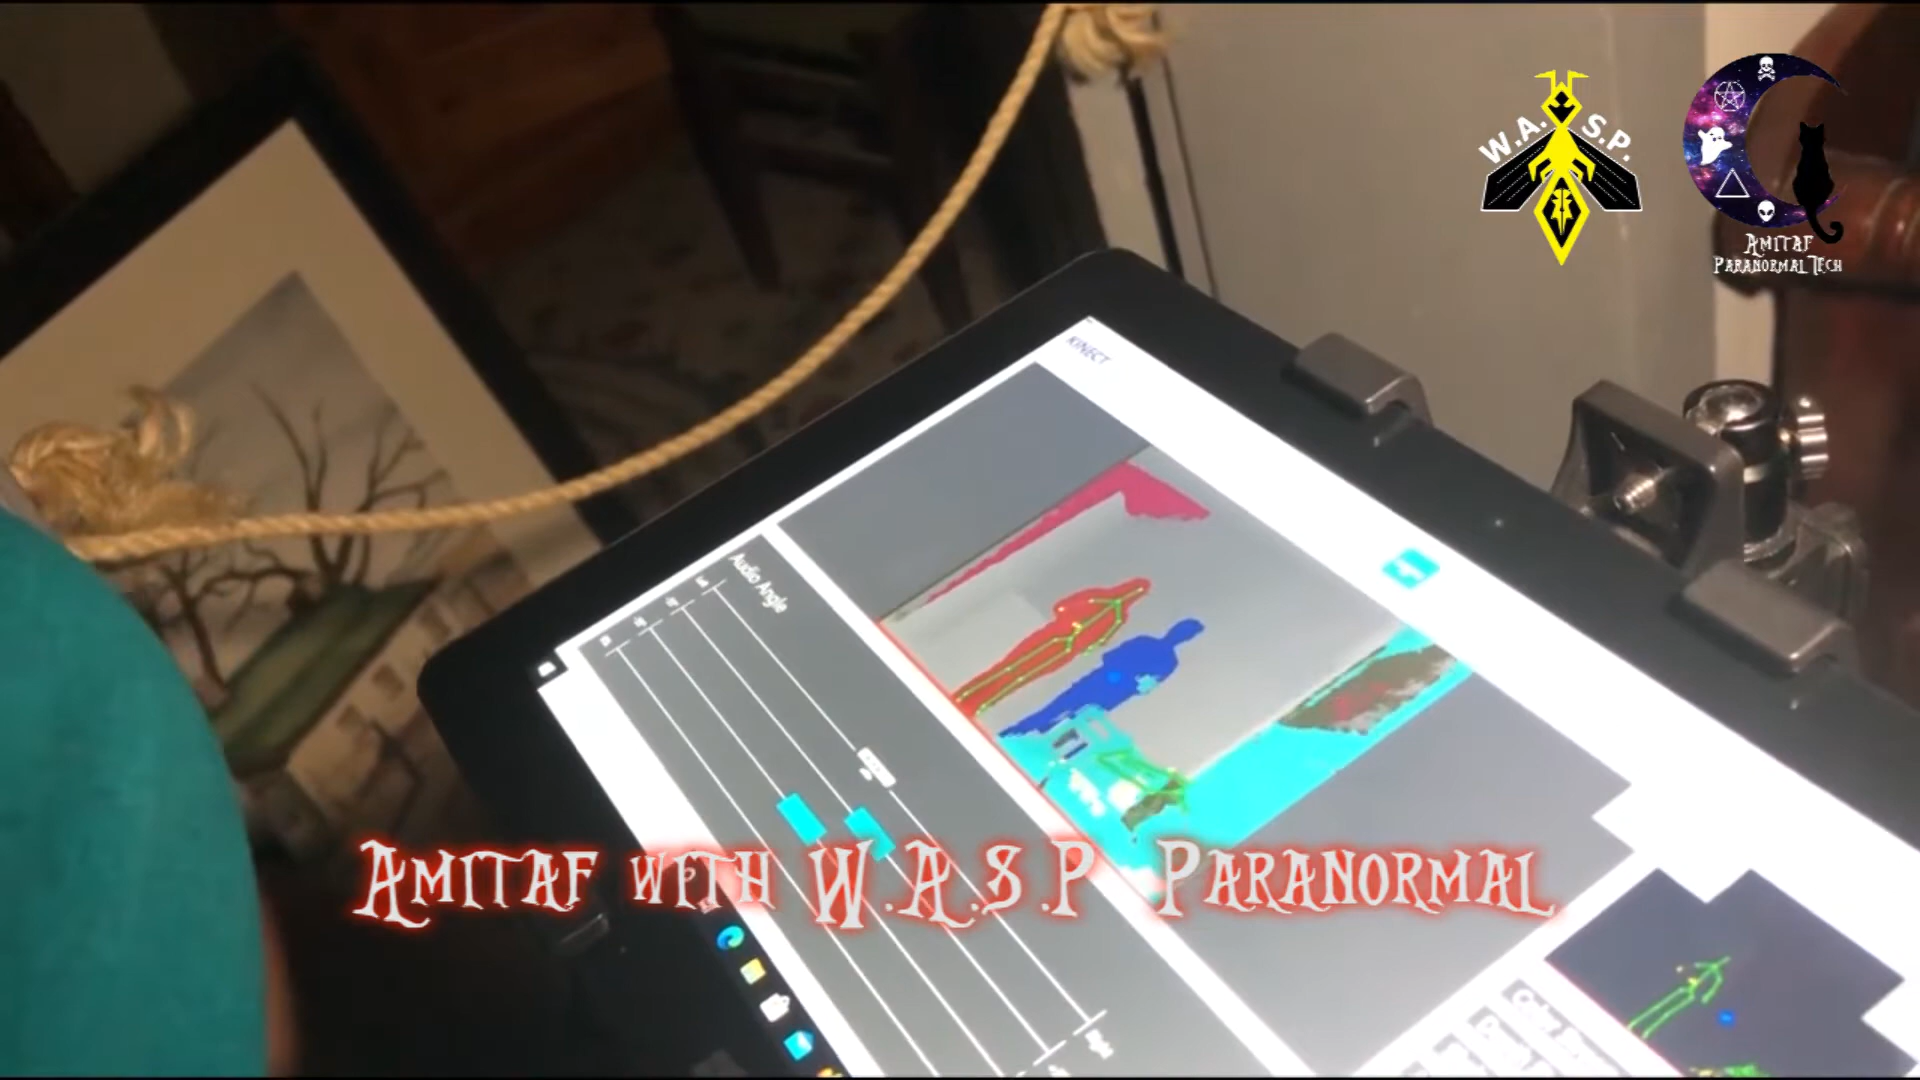 W.A. S.P.
AMITAF
PARANORMAL TECH
KINECT
Audio Angle
AMITAF WITH W.A.S.P PARANORMAL